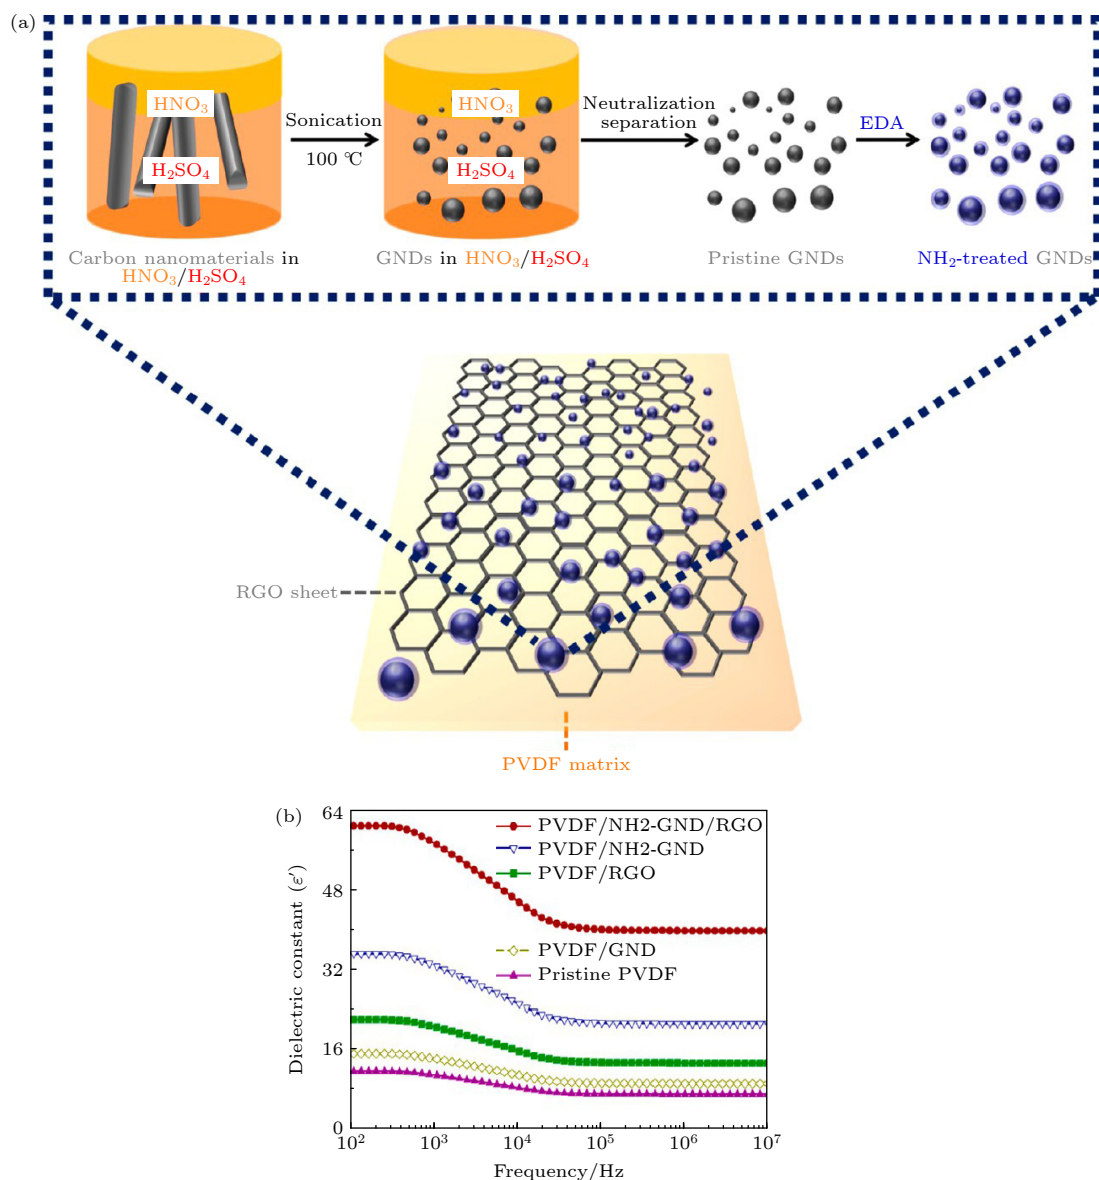 (a)
HNO₃
H₂SO₄
Carbon nanomaterials in
HNO₃/H₂SO₄
Sonication
100 ℃
HNO₃
H₂SO₄
GNDs in HNO₃/H₂SO₄
Neutralization
separation
Pristine GNDs
EDA
NH₂-treated GNDs
RGO sheet
PVDF matrix
(b)
Dielectric constant (ε′)
64
48
32
16
0
PVDF/NH2-GND/RGO
PVDF/NH2-GND
PVDF/RGO
PVDF/GND
Pristine PVDF
10² 10³ 10⁴ 10⁵ 10⁶ 10⁷
Frequency/Hz